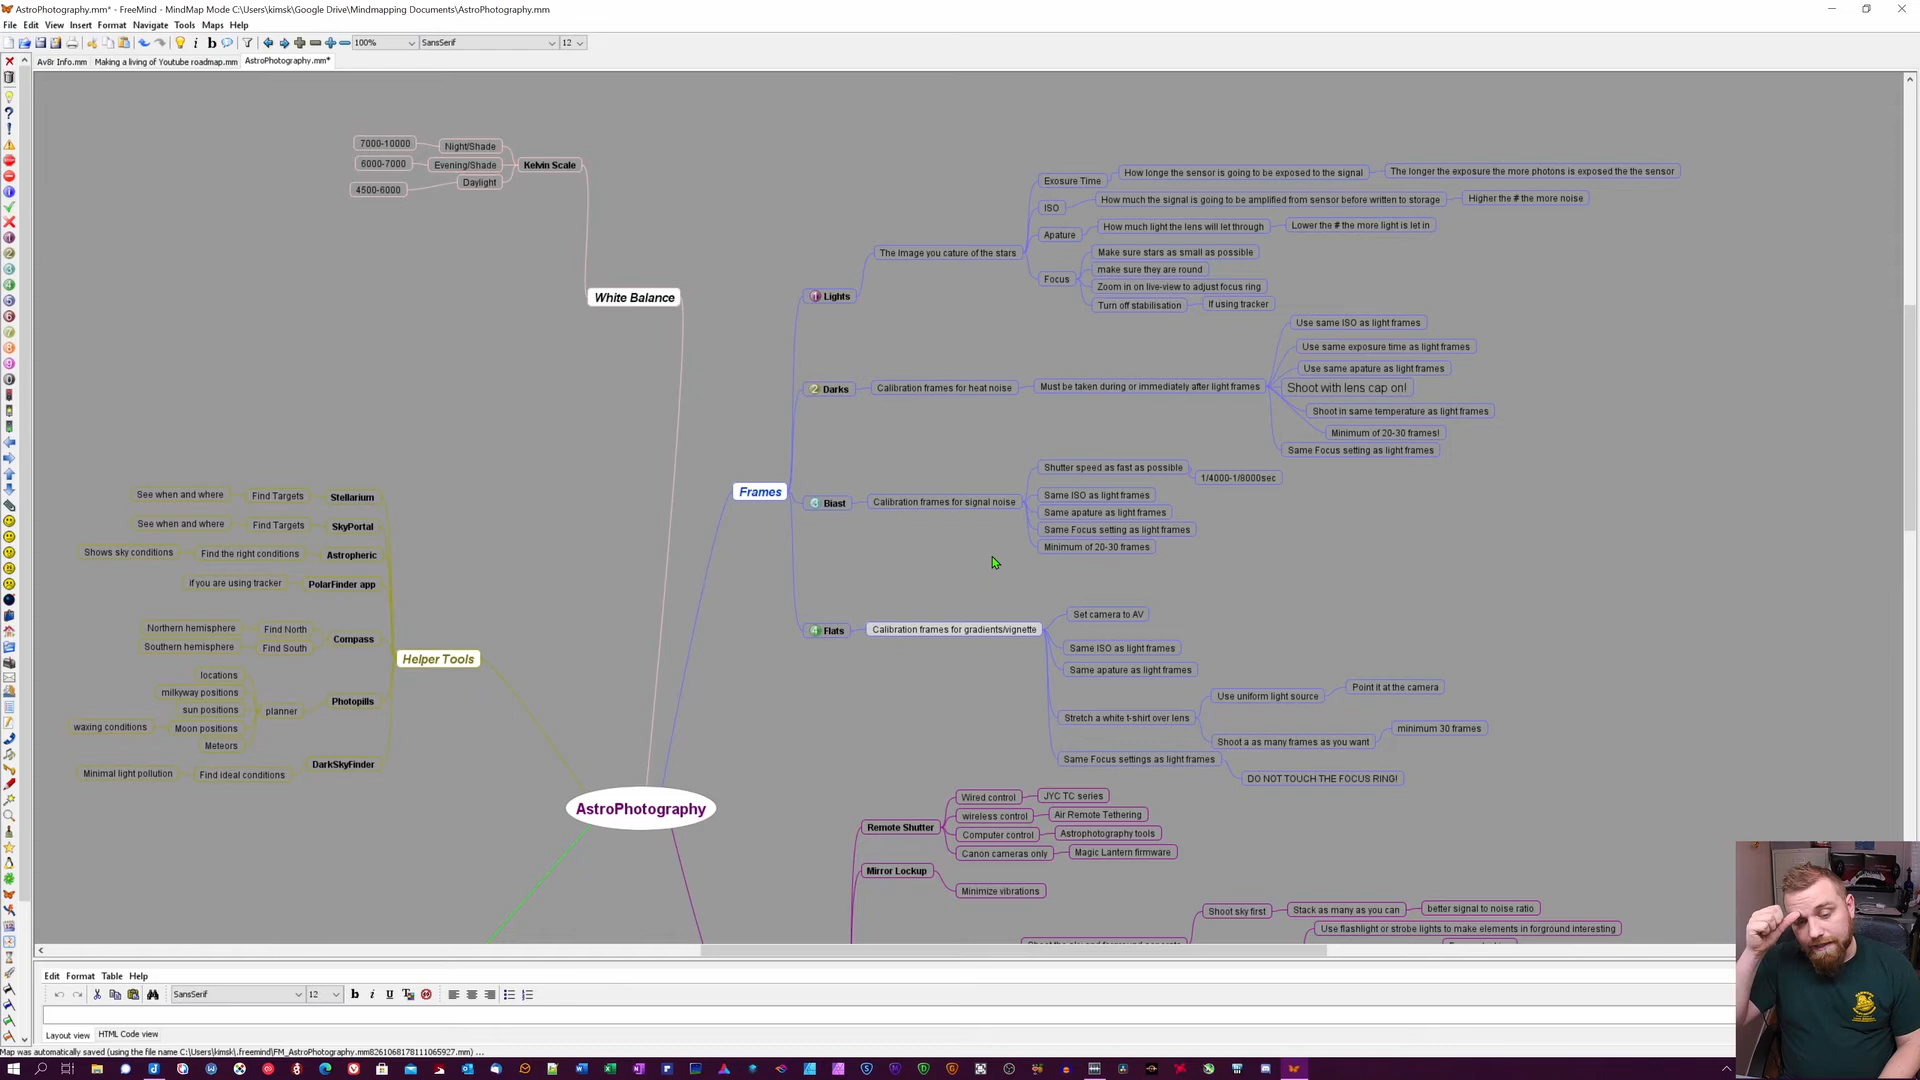 AstroPhotography.mm* - FreeMind - MindMap Mode C:\Users\kimsk\Google Drive\Mindmapping Documents\AstroPhotography.mm
File Edit View Insert Format Navigate Tools Maps Help
100% SansSerif 12
Av8r Info.mm Making a living of Youtube roadmap.mm AstroPhotography.mm*
7000-10000 Night/Shade
6000-7000 Evening/Shade Kelvin Scale
4500-6000 Daylight
White Balance
See when and where Find Targets Stellarium
See when and where Find Targets SkyPortal
Shows sky conditions Find the right conditions Astropheric
if you are using tracker PolarFinder app
Northern hemisphere Find North Compass
Southern hemisphere Find South
Helper Tools
locations
milkyway positions
sun positions planner Photopills
waxing conditions Moon positions
Meteors
Minimal light pollution Find ideal conditions DarkSkyFinder
AstroPhotography
Frames
Lights The image you cature of the stars
Exosure Time How longe the sensor is going to be exposed to the signal The longer the exposure the more photons is exposed the the sensor
ISO How much the signal is going to be amplified from sensor before written to storage Higher the # the more noise
Apature How much light the lens will let through Lower the # the more light is let in
Focus Make sure stars as small as possible
make sure they are round
Zoom in on live-view to adjust focus ring
Turn off stabilisation If using tracker
Darks Calibration frames for heat noise Must be taken during or immediately after light frames
Use same ISO as light frames
Use same exposure time as light frames
Use same apature as light frames
Shoot with lens cap on!
Shoot in same temperature as light frames
Minimum of 20-30 frames!
Same Focus setting as light frames
Biast Calibration frames for signal noise
Shutter speed as fast as possible 1/4000-1/8000sec
Same ISO as light frames
Same apature as light frames
Same Focus setting as light frames
Minimum of 20-30 frames
Flats Calibration frames for gradients/vignette
Set camera to AV
Same ISO as light frames
Same apature as light frames
Stretch a white t-shirt over lens Use uniform light source Point it at the camera
Shoot a as many frames as you want minimum 30 frames
Same Focus settings as light frames DO NOT TOUCH THE FOCUS RING!
Remote Shutter Wired control JYC TC series
wireless control Air Remote Tethering
Computer control Astrophotography tools
Canon cameras only Magic Lantern firmware
Mirror Lockup Minimize vibrations
Shoot sky first Stack as many as you can better signal to noise ratio
Use flashlight or strobe lights to make elements in forground interesting
Edit Format Table Help
SansSerif 12
Layout view HTML Code view
Map was automatically saved (using the file name C:\Users\kimsk\.freemind\FM_AstroPhotography.mm8261068178111065927.mm) ...